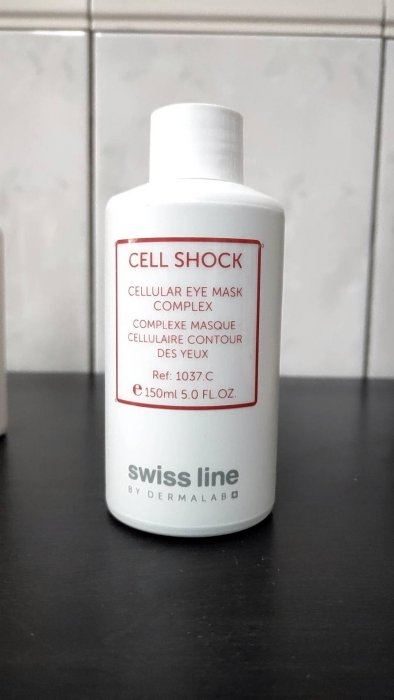 CELL SHOCK
CELLULAR EYE MASK
COMPLEX
COMPLEXE MASQUE
CELLULAIRE CONTOUR
DES YEUX
Ref: 1037.C
℮ 150ml 5.0 FL.OZ.
swiss line
BY DERMALAB